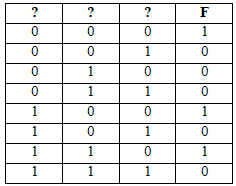 ? ? ? F
0 0 0 1
0 0 1 0
0 1 0 0
0 1 1 0
1 0 0 1
1 0 1 0
1 1 0 1
1 1 1 0